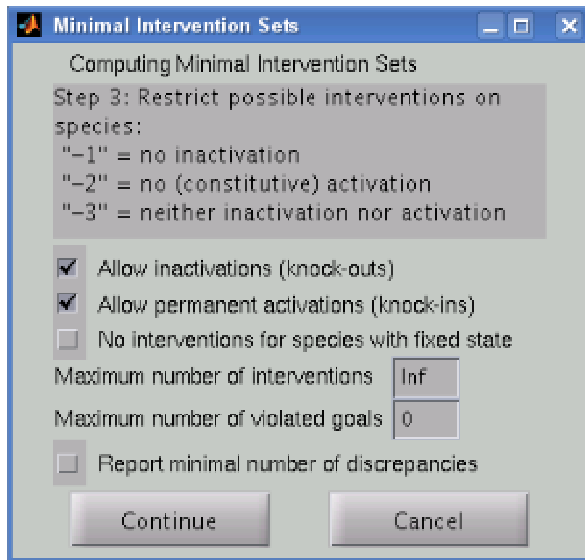 Minimal Intervention Sets
Computing Minimal Intervention Sets
Step 3: Restrict possible interventions on
species:
"-1" = no inactivation
"-2" = no (constitutive) activation
"-3" = neither inactivation nor activation
Allow inactivations (knock-outs)
Allow permanent activations (knock-ins)
No interventions for species with fixed state
Maximum number of interventions Inf
Maximum number of violated goals 0
Report minimal number of discrepancies
Continue Cancel